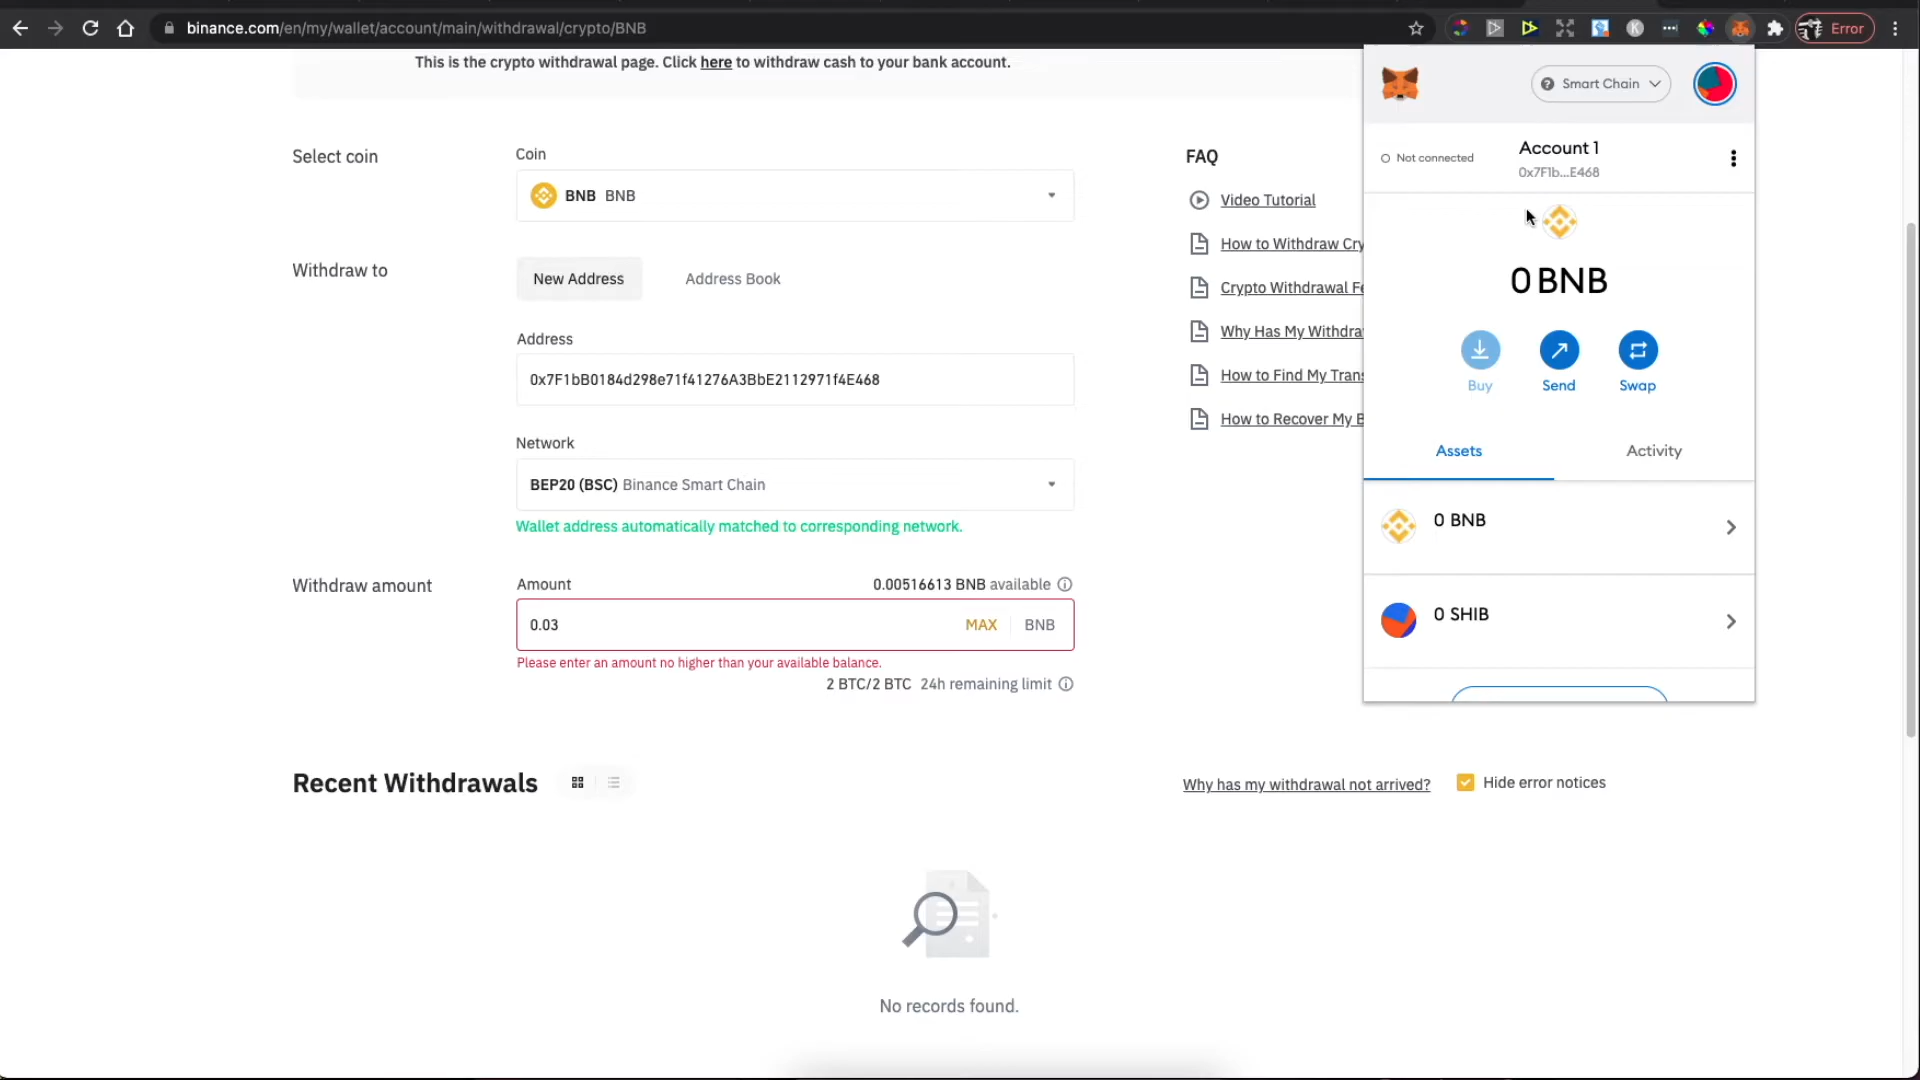 binance.com/en/my/wallet/account/main/withdrawal/crypto/BNB
Error
This is the crypto withdrawal page. Click here to withdraw cash to your bank account.
Smart Chain
Not connected
Account 1
0x7F1b...E468
Select coin
Coin
BNB BNB
FAQ
Video Tutorial
How to Withdraw Cry
Crypto Withdrawal Fe
Why Has My Withdra
How to Find My Trans
How to Recover My B
0 BNB
Buy
Send
Swap
Assets
Activity
0 BNB
0 SHIB
Withdraw to
New Address
Address Book
Address
0x7F1bB0184d298e71f41276A3BbE2112971f4E468
Network
BEP20 (BSC) Binance Smart Chain
Wallet address automatically matched to corresponding network.
Withdraw amount
Amount
0.00516613 BNB available
0.03
MAX
BNB
Please enter an amount no higher than your available balance.
2 BTC/2 BTC 24h remaining limit
Recent Withdrawals
Why has my withdrawal not arrived?
Hide error notices
No records found.